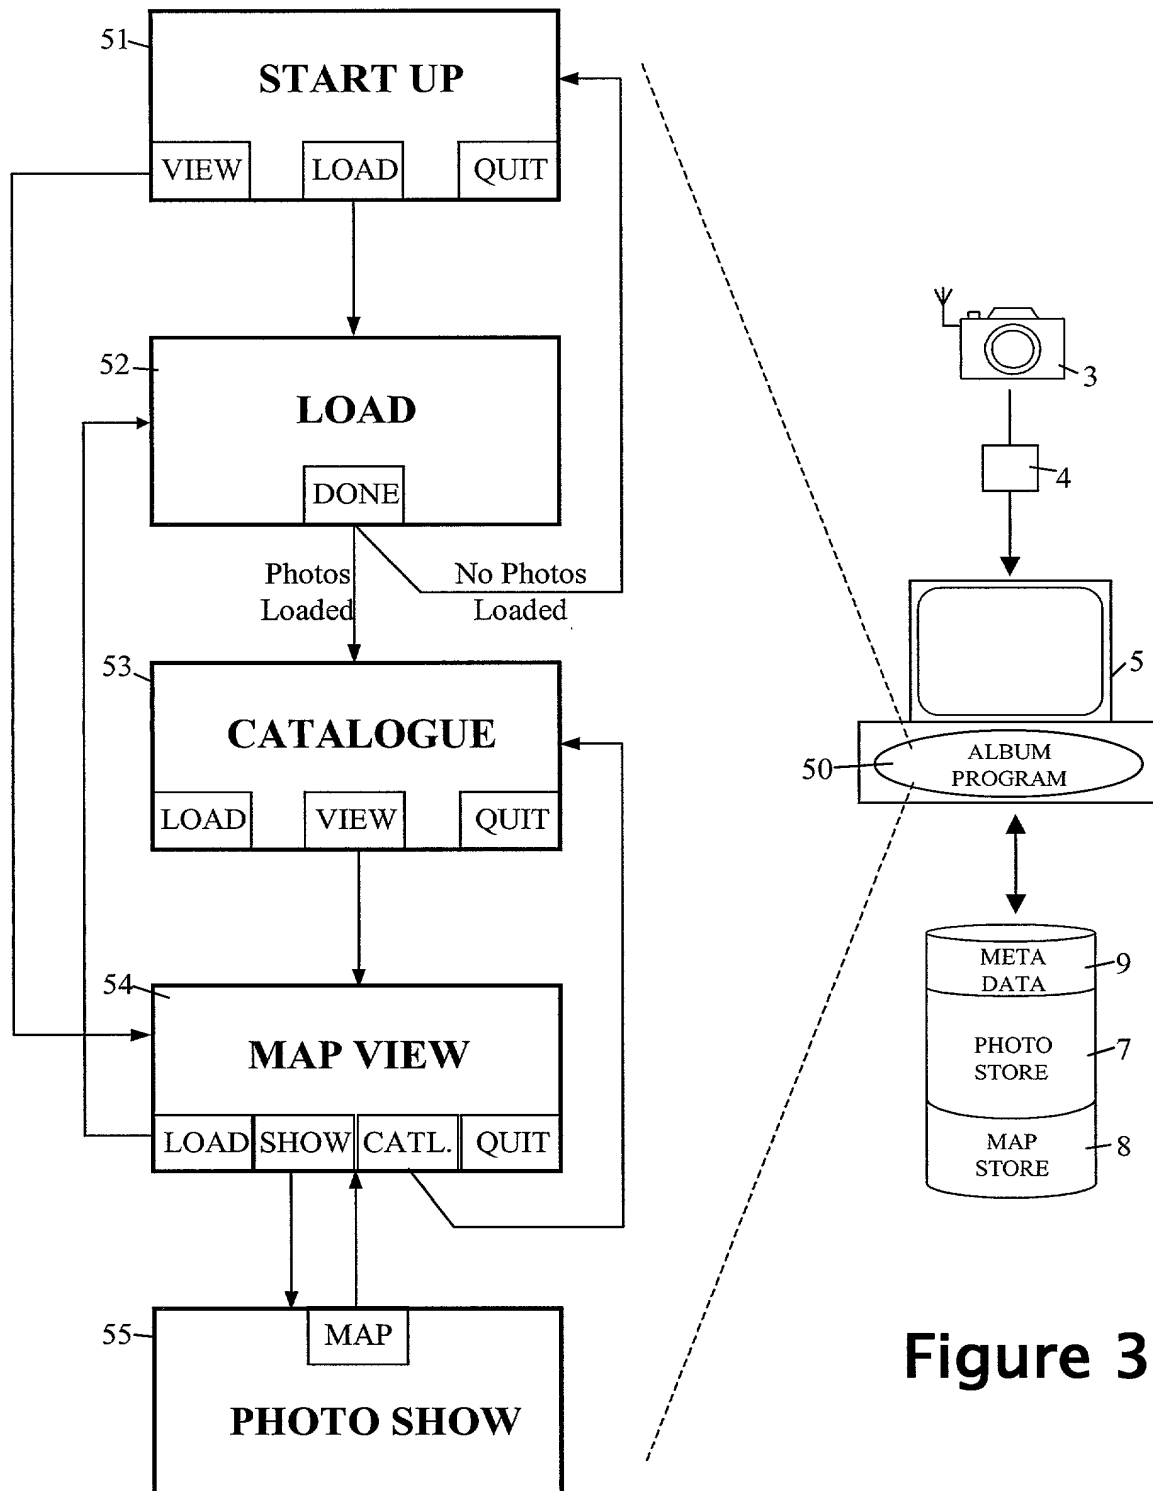 51
START UP
VIEW
LOAD
QUIT
52
LOAD
DONE
Photos
Loaded
No Photos
Loaded
53
CATALOGUE
LOAD
VIEW
QUIT
54
MAP VIEW
LOAD
SHOW
CATL.
QUIT
55
MAP
PHOTO SHOW
3
4
5
50
ALBUM
PROGRAM
META
DATA
9
PHOTO
STORE
7
MAP
STORE
8
Figure 3